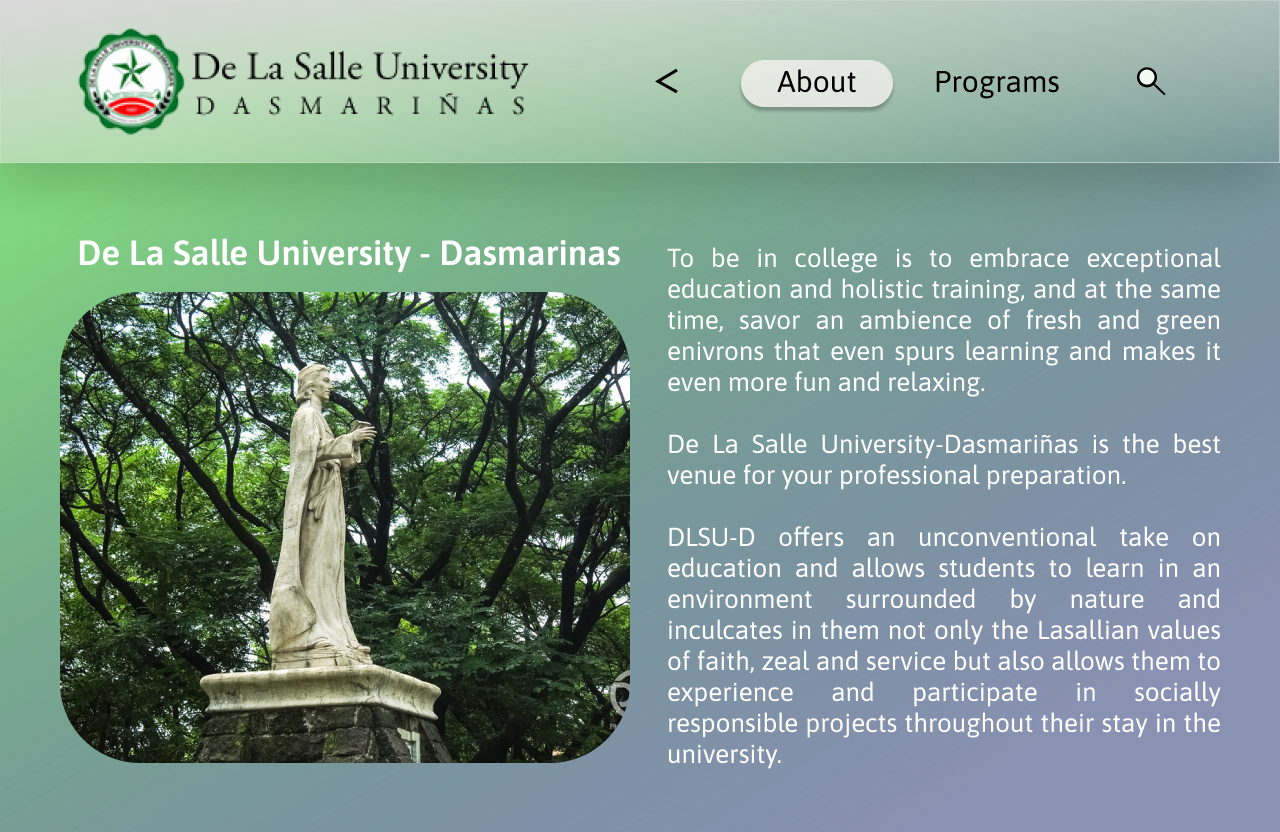 De La Salle University
DASMARIÑAS
<
About
Programs
De La Salle University - Dasmarinas
To be in college is to embrace exceptional
education and holistic training, and at the same
time, savor an ambience of fresh and green
enivrons that even spurs learning and makes it
even more fun and relaxing.
De La Salle University-Dasmariñas is the best
venue for your professional preparation.
DLSU-D offers an unconventional take on
education and allows students to learn in an
environment surrounded by nature and
inculcates in them not only the Lasallian values
of faith, zeal and service but also allows them to
experience and participate in socially
responsible projects throughout their stay in the
university.